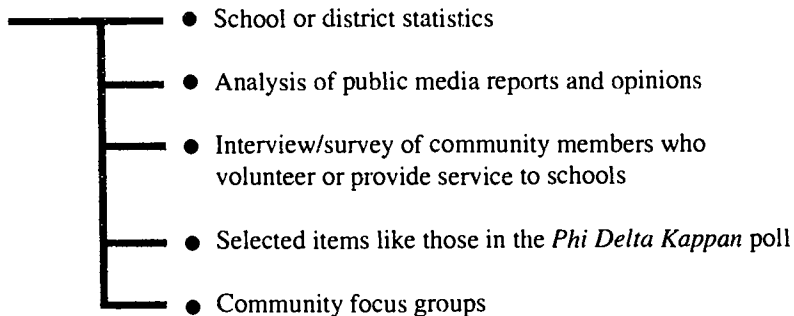 ● School or district statistics
● Analysis of public media reports and opinions
● Interview/survey of community members who
volunteer or provide service to schools
● Selected items like those in the Phi Delta Kappan poll
● Community focus groups